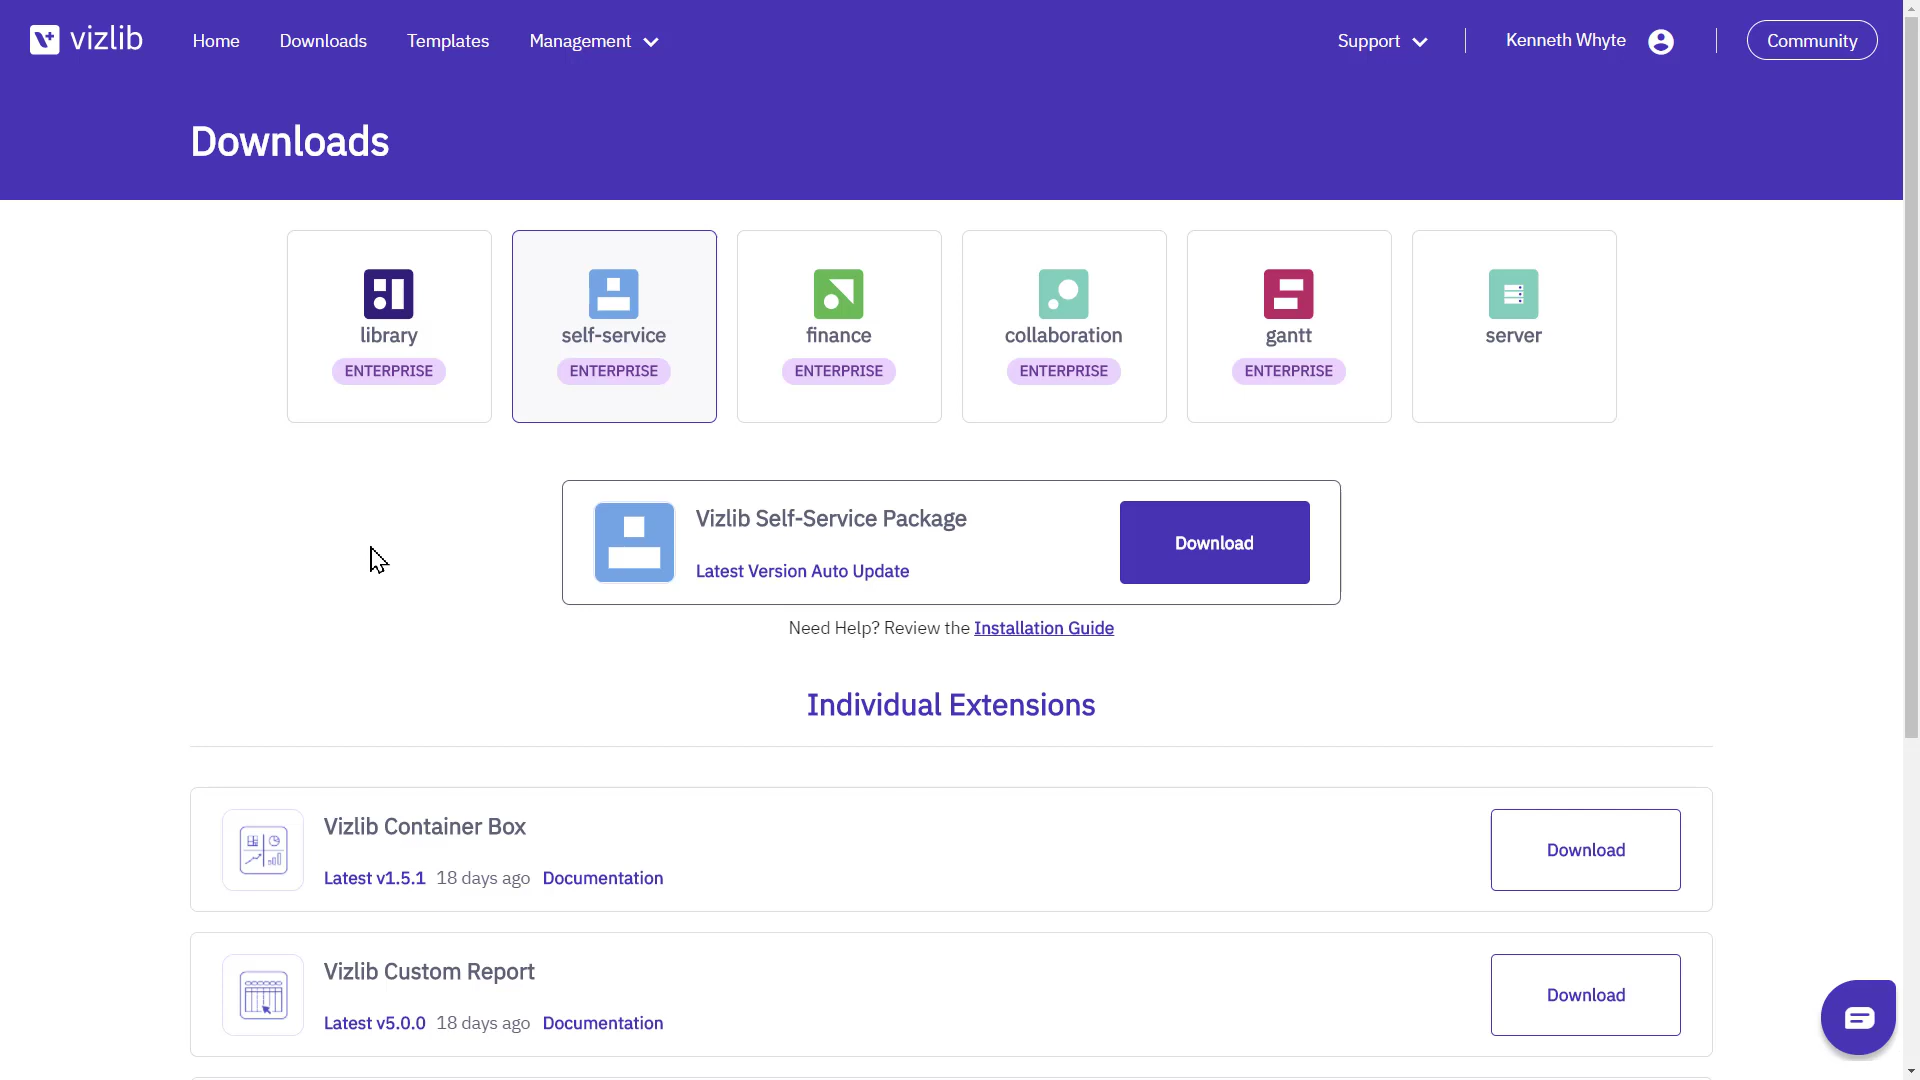 vizlib
Home
Downloads
Templates
Management
Support
Kenneth Whyte
Community
Downloads
library
ENTERPRISE
self-service
ENTERPRISE
finance
ENTERPRISE
collaboration
ENTERPRISE
gantt
ENTERPRISE
server
Vizlib Self-Service Package
Latest Version Auto Update
Download
Need Help? Review the Installation Guide
Individual Extensions
Vizlib Container Box
Latest v1.5.1 18 days ago Documentation
Download
Vizlib Custom Report
Latest v5.0.0 18 days ago Documentation
Download